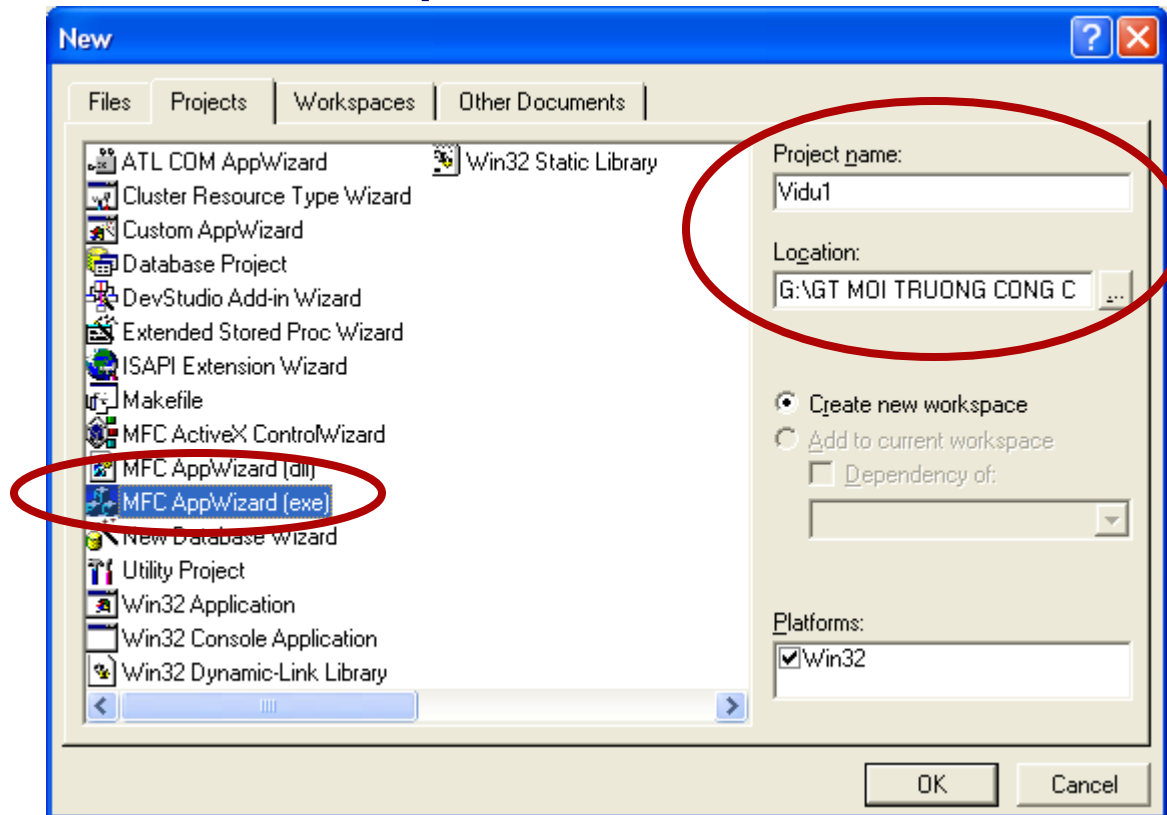 New
Files Projects Workspaces Other Documents
ATL COM AppWizard
Cluster Resource Type Wizard
Custom AppWizard
Database Project
DevStudio Add-in Wizard
Extended Stored Proc Wizard
ISAPI Extension Wizard
Makefile
MFC ActiveX ControlWizard
MFC AppWizard (dll)
MFC AppWizard (exe)
New Database Wizard
Utility Project
Win32 Application
Win32 Console Application
Win32 Dynamic-Link Library
Win32 Static Library
Project name:
Vidu1
Location:
G:\GT MOI TRUONG CONG C ...
Create new workspace
Add to current workspace
Dependency of:
Platforms:
Win32
OK Cancel